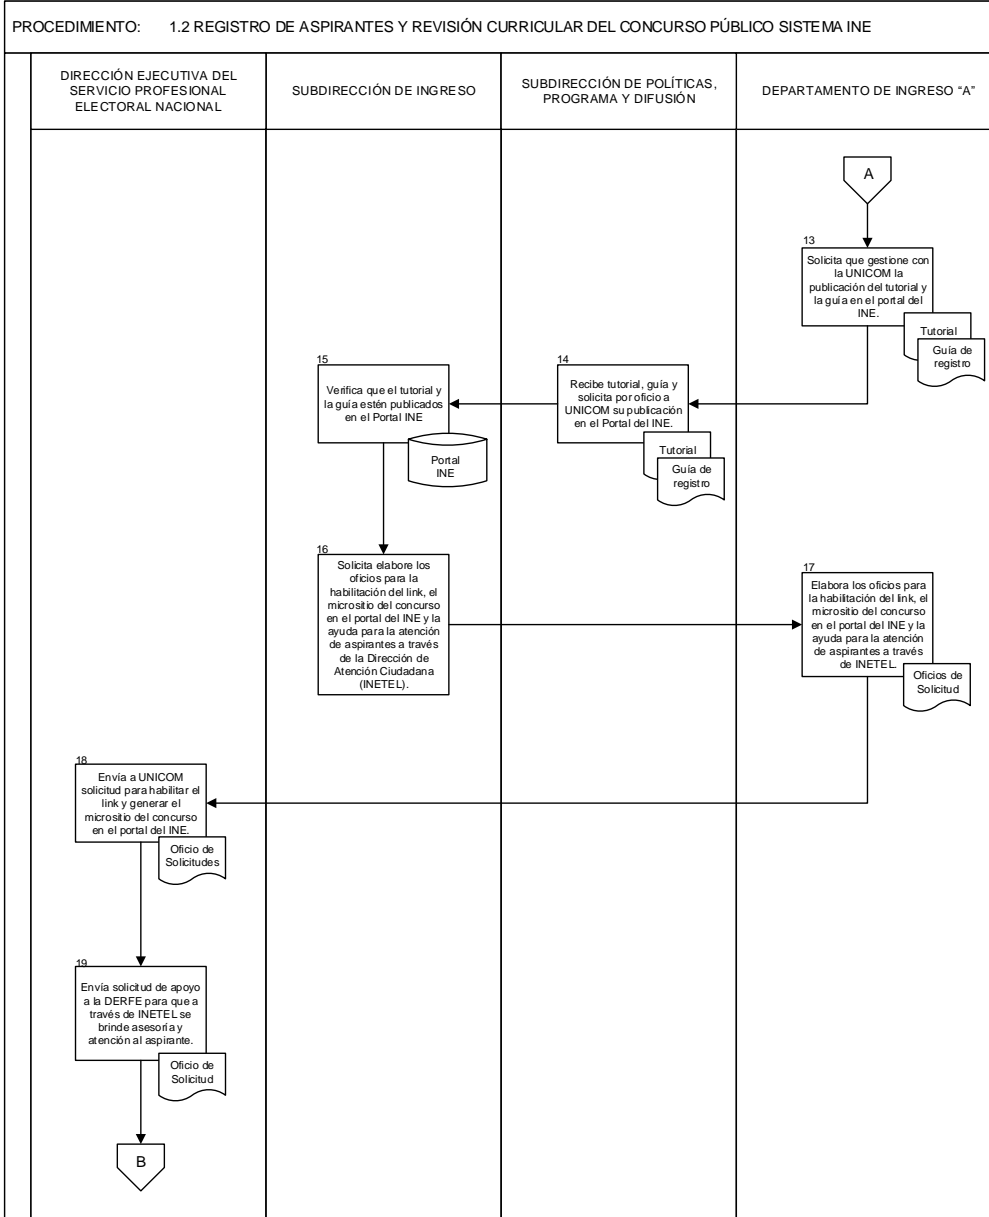 PROCEDIMIENTO: 1.2 REGISTRO DE ASPIRANTES Y REVISIÓN CURRICULAR DEL CONCURSO PÚBLICO SISTEMA INE
DIRECCIÓN EJECUTIVA DEL
SERVICIO PROFESIONAL
ELECTORAL NACIONAL
SUBDIRECCIÓN DE INGRESO
SUBDIRECCIÓN DE POLÍTICAS,
PROGRAMA Y DIFUSIÓN
DEPARTAMENTO DE INGRESO “A”
A
13
Solicita que gestione con
la UNICOM la
publicación del tutorial y
la guía en el portal del
INE.
Tutorial
Guía de
registro
14
Recibe tutorial, guía y
solicita por oficio a
UNICOM su publicación
en el Portal del INE.
Tutorial
Guía de
registro
15
Verifica que el tutorial y
la guía estén publicados
en el Portal INE
Portal
INE
16
Solicita elabore los
oficios para la
habilitación del link, el
micrositio del concurso
en el portal del INE y la
ayuda para la atención
de aspirantes a través
de la Dirección de
Atención Ciudadana
(INETEL).
17
Elabora los oficios para
la habilitación del link, el
micrositio del concurso
en el portal del INE y la
ayuda para la atención
de aspirantes a través
de INETEL.
Oficios de
Solicitud
18
Envía a UNICOM
solicitud para habilitar el
link y generar el
micrositio del concurso
en el portal del INE.
Oficio de
Solicitudes
19
Envía solicitud de apoyo
a la DERFE para que a
través de INETEL se
brinde asesoría y
atención al aspirante.
Oficio de
Solicitud
B